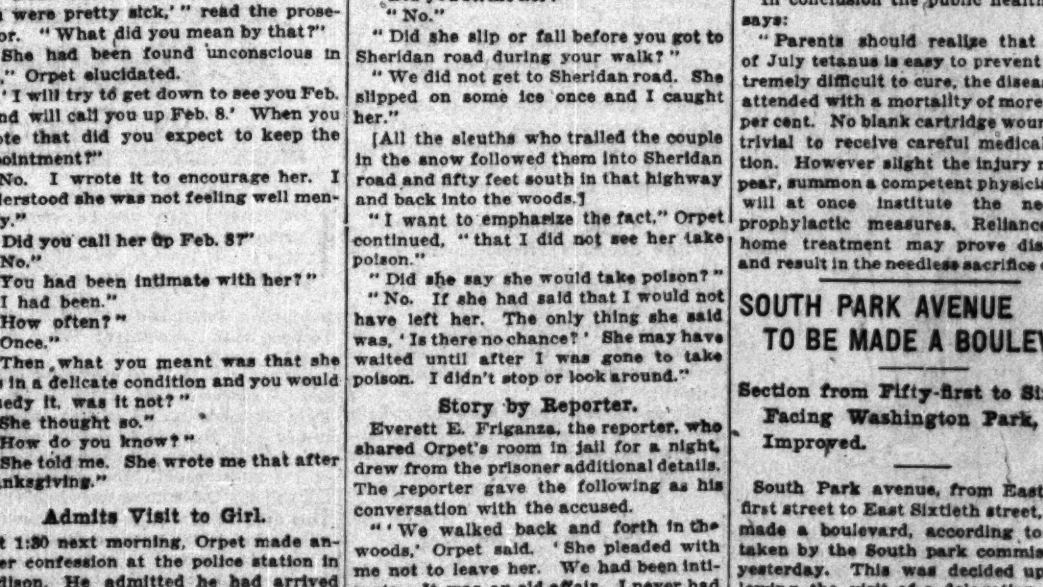 were pretty sick,'" read the prose-
or. "What did you mean by that?"
She had been found unconscious in
." Orpet elucidated.
'I will try to get down to see you Feb.
nd will call you up Feb. 8.' When you
ote that did you expect to keep the
ointment?"
No. I wrote it to encourage her. I
erstood she was not feeling well men-
y."
Did you call her up Feb. 8?"
No."
You had been intimate with her?"
I had been."
How often?"
Once."
Then what you meant was that she
s in a delicate condition and you would
edy it, was it not?"
She thought so."
How do you know?"
She told me. She wrote me that after
nksgiving."
Admits Visit to Girl.
t 1:30 next morning, Orpet made an-
er confession at the police station in
dison. He admitted he had arrived
"No."
"Did she slip or fall before you got to
Sheridan road during your walk?"
"We did not get to Sheridan road. She
slipped on some ice once and I caught
her."
[All the sleuths who trailed the couple
in the snow followed them into Sheridan
road and fifty feet south in that highway
and back into the woods.]
"I want to emphasize the fact," Orpet
continued, "that I did not see her take
poison."
"Did she say she would take poison?"
"No. If she had said that I would not
have left her. The only thing she said
was, 'Is there no chance?' She may have
waited until after I was gone to take
poison. I didn't stop or look around."
Story by Reporter.
Everett E. Friganza, the reporter, who
shared Orpet's room in jail for a night,
drew from the prisoner additional details.
The reporter gave the following as his
conversation with the accused.
"'We walked back and forth in the
woods,' Orpet said. 'She pleaded with
me not to leave her. We had been inti-
In conclusion the public health
says:
"Parents should realize that
of July tetanus is easy to prevent
tremely difficult to cure, the disea
attended with a mortality of more
per cent. No blank cartridge wour
trivial to receive careful medical
tion. However slight the injury
pear, summon a competent physici
will at once institute the ne
prophylactic measures. Reliance
home treatment may prove dis
and result in the needless sacrifice
SOUTH PARK AVENUE
TO BE MADE A BOULEV
Section from Fifty-first to Si
Facing Washington Park,
Improved.
South Park avenue, from East
first street to East Sixtieth street,
made a boulevard, according to
taken by the South park commis
yesterday. This was decided up